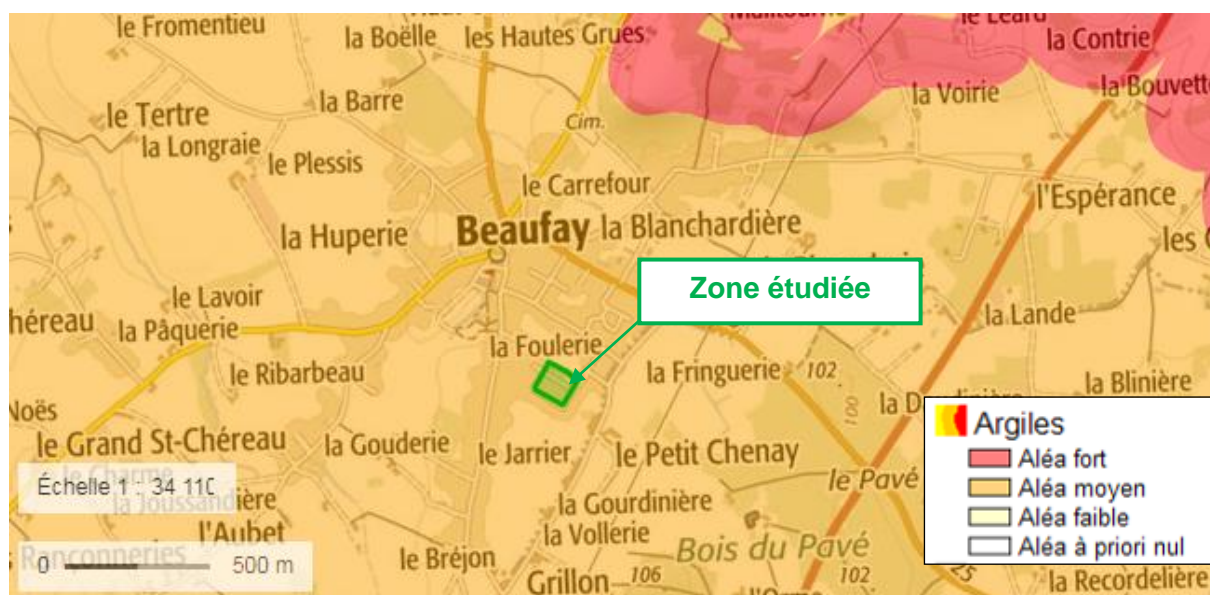 le Fromentieu
la Boëlle
les Hautes Grues
la Contrie
le Tertre
la Barre
la Voirie
la Bouvett
la Longraie
Cim.
le Plessis
le Carrefour
l'Espérance
la Huperie
Beaufay
la Blanchardière
les
Zone étudiée
le Lavoir
héreau
la Pâquerie
la Lande
la Foulerie
le Ribarbeau
la Fringuerie
102
100
la Blinière
Noës
la D
Argiles
le Grand St-Chéreau
la Gouderie
le Jarrier
le Petit Chenay
Aléa fort
Échelle 1 : 34 110
le Pavé
Aléa moyen
la Gourdinière
Aléa faible
l'Aubet
la Vollerie
Aléa à priori nul
0
500 m
le Bréjon
Bois du Pavé
Grillon
106
102
25
la Recordelière